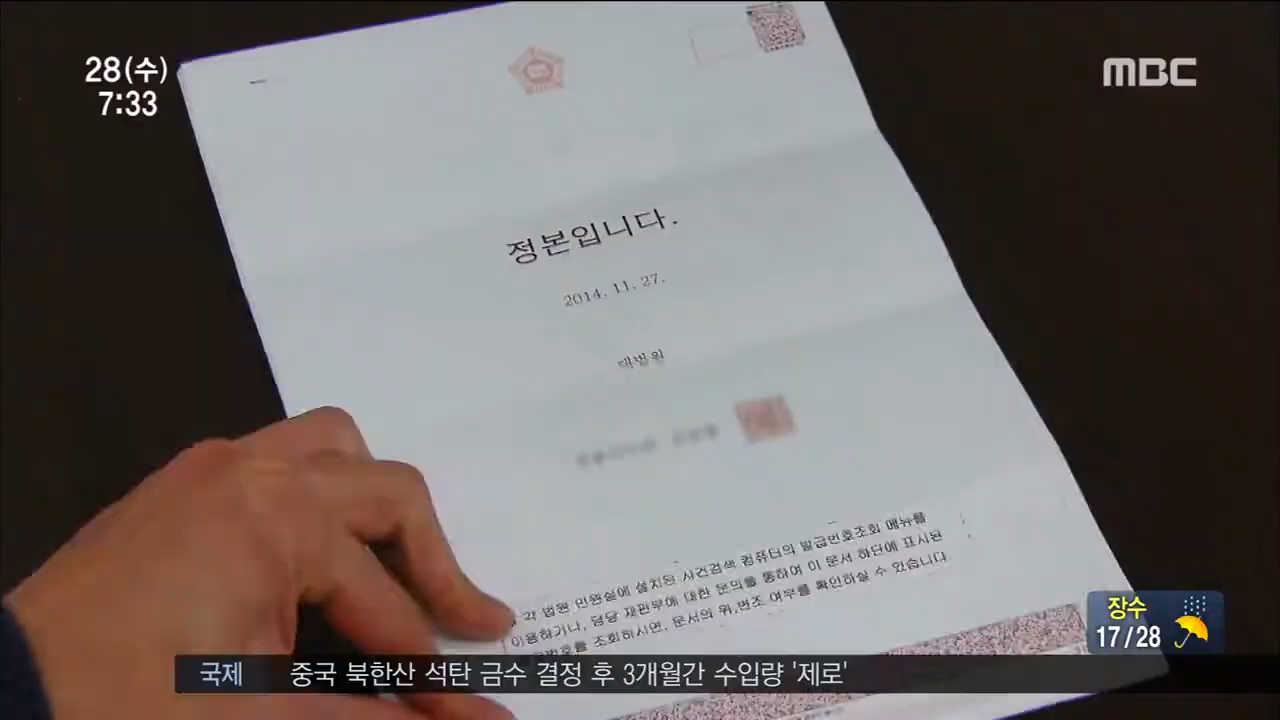 28(수)
7:33
MBC
정본입니다.
2014. 11. 27.
대법원
각 법원 민원실에 설치된 사건검색 컴퓨터의 발급번호조회 메뉴를
이용하거나, 담당 재판부에 대한 문의를 통하여 이 문서 하단에 표시된
번호를 조회하시면, 문서의 위,변조 여부를 확인하실 수 있습니다
장수
17/28
국제 중국 북한산 석탄 금수 결정 후 3개월간 수입량 '제로'